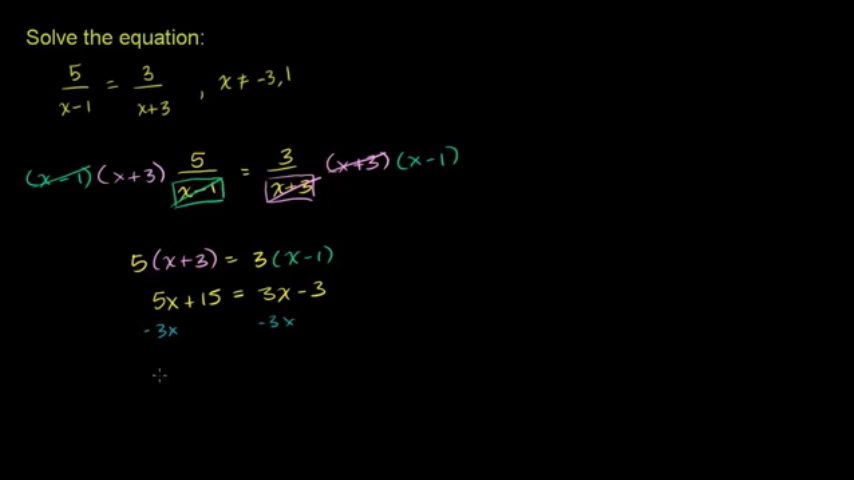 Solve the equation:
5/(x-1) = 3/(x+3) , x ≠ -3,1
(x-1)(x+3) 5/(x-1) = 3/(x+3) (x+3)(x-1)
5(x+3) = 3(x-1)
5x+15 = 3x-3
-3x -3x